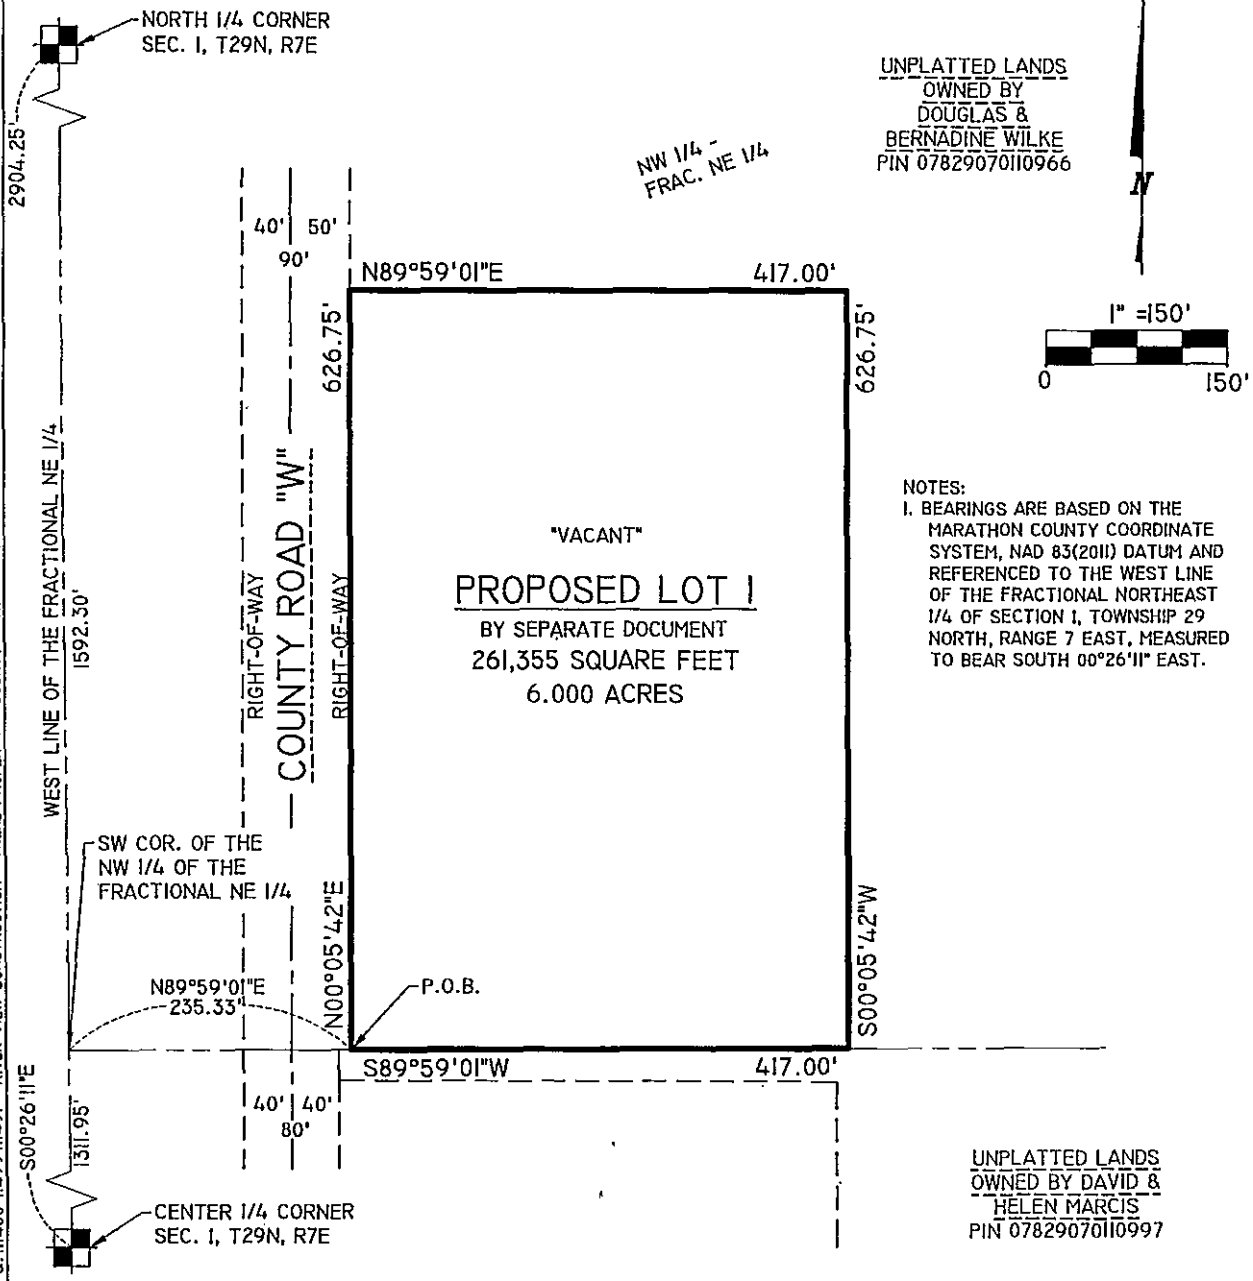 NORTH 1/4 CORNER
SEC. 1, T29N, R7E
2904.25'
UNPLATTED LANDS
OWNED BY
DOUGLAS &
BERNADINE WILKE
PIN 07829070110966
NW 1/4 -
FRAC. NE 1/4
N
40' 50'
90'
N89°59'01"E 417.00'
626.75'
626.75'
1" =150'
0 150'
WEST LINE OF THE FRACTIONAL NE 1/4
1592.30'
RIGHT-OF-WAY
COUNTY ROAD "W"
RIGHT-OF-WAY
"VACANT"
PROPOSED LOT 1
BY SEPARATE DOCUMENT
261,355 SQUARE FEET
6.000 ACRES
NOTES:
1. BEARINGS ARE BASED ON THE
MARATHON COUNTY COORDINATE
SYSTEM, NAD 83(2011) DATUM AND
REFERENCED TO THE WEST LINE
OF THE FRACTIONAL NORTHEAST
1/4 OF SECTION 1, TOWNSHIP 29
NORTH, RANGE 7 EAST, MEASURED
TO BEAR SOUTH 00°26'11" EAST.
SW COR. OF THE
NW 1/4 OF THE
FRACTIONAL NE 1/4
N00°05'42"E
S00°05'42"W
N89°59'01"E
235.33'
P.O.B.
S89°59'01"W 417.00'
S00°26'11"E
1311.95'
40' 40'
80'
CENTER 1/4 CORNER
SEC. 1, T29N, R7E
UNPLATTED LANDS
OWNED BY DAVID &
HELEN MARCIS
PIN 07829070110997